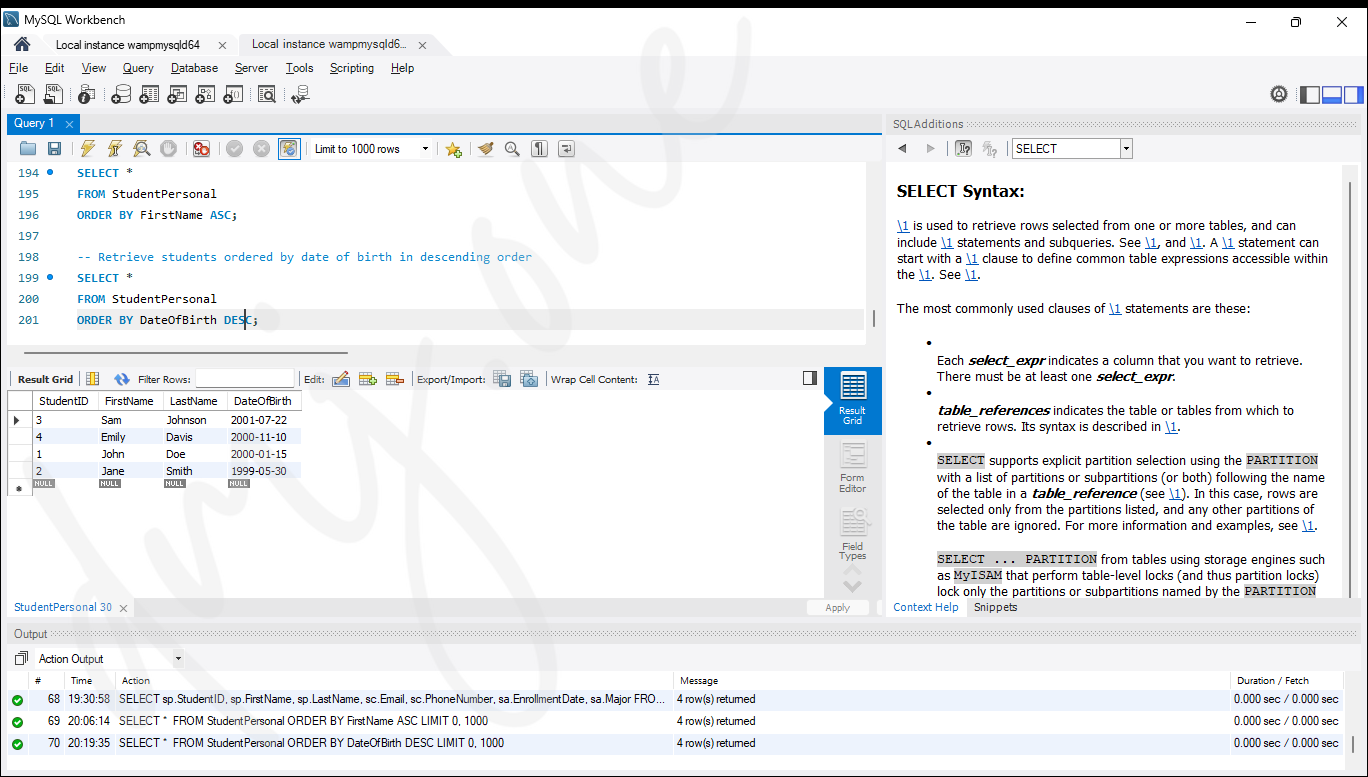 MySQL Workbench
Local instance wampmysqld64
Local instance wampmysqld6...
File Edit View Query Database Server Tools Scripting Help
Query 1
Limit to 1000 rows
194 SELECT *
195 FROM StudentPersonal
196 ORDER BY FirstName ASC;
197
198 -- Retrieve students ordered by date of birth in descending order
199 SELECT *
200 FROM StudentPersonal
201 ORDER BY DateOfBirth DESC;
Result Grid Filter Rows: Edit: Export/Import: Wrap Cell Content:
StudentID FirstName LastName DateOfBirth
3 Sam Johnson 2001-07-22
4 Emily Davis 2000-11-10
1 John Doe 2000-01-15
2 Jane Smith 1999-05-30
NULL NULL NULL NULL
Result
Grid
Form
Editor
Field
Types
StudentPersonal 30
Apply
SQLAdditions
SELECT
SELECT Syntax:
\1 is used to retrieve rows selected from one or more tables, and can
include \1 statements and subqueries. See \1, and \1. A \1 statement can
start with a \1 clause to define common table expressions accessible within
the \1. See \1.
The most commonly used clauses of \1 statements are these:
Each select_expr indicates a column that you want to retrieve.
There must be at least one select_expr.
table_references indicates the table or tables from which to
retrieve rows. Its syntax is described in \1.
SELECT supports explicit partition selection using the PARTITION
with a list of partitions or subpartitions (or both) following the name
of the table in a table_reference (see \1). In this case, rows are
selected only from the partitions listed, and any other partitions of
the table are ignored. For more information and examples, see \1.
SELECT ... PARTITION from tables using storage engines such
as MyISAM that perform table-level locks (and thus partition locks)
lock only the partitions or subpartitions named by the PARTITION
Context Help Snippets
Output
Action Output
# Time Action Message Duration / Fetch
68 19:30:58 SELECT sp.StudentID, sp.FirstName, sp.LastName, sc.Email, sc.PhoneNumber, sa.EnrollmentDate, sa.Major FRO... 4 row(s) returned 0.000 sec / 0.000 sec
69 20:06:14 SELECT * FROM StudentPersonal ORDER BY FirstName ASC LIMIT 0, 1000 4 row(s) returned 0.000 sec / 0.000 sec
70 20:19:35 SELECT * FROM StudentPersonal ORDER BY DateOfBirth DESC LIMIT 0, 1000 4 row(s) returned 0.000 sec / 0.000 sec